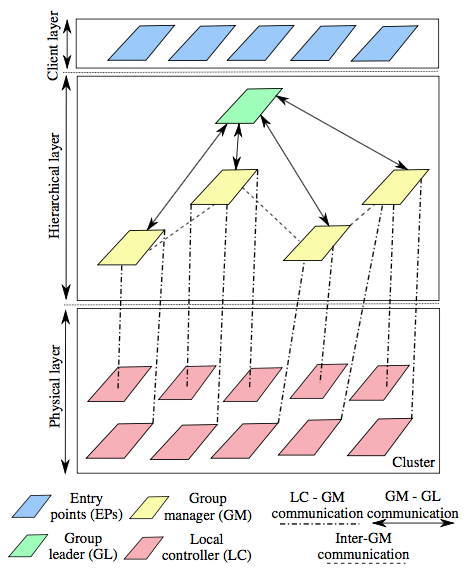 Client layer
Hierarchical layer
Physical layer
Cluster
Entry
points (EPs)
Group
manager (GM)
LC - GM
communication
GM - GL
communication
Group
leader (GL)
Local
controller (LC)
Inter-GM
communication